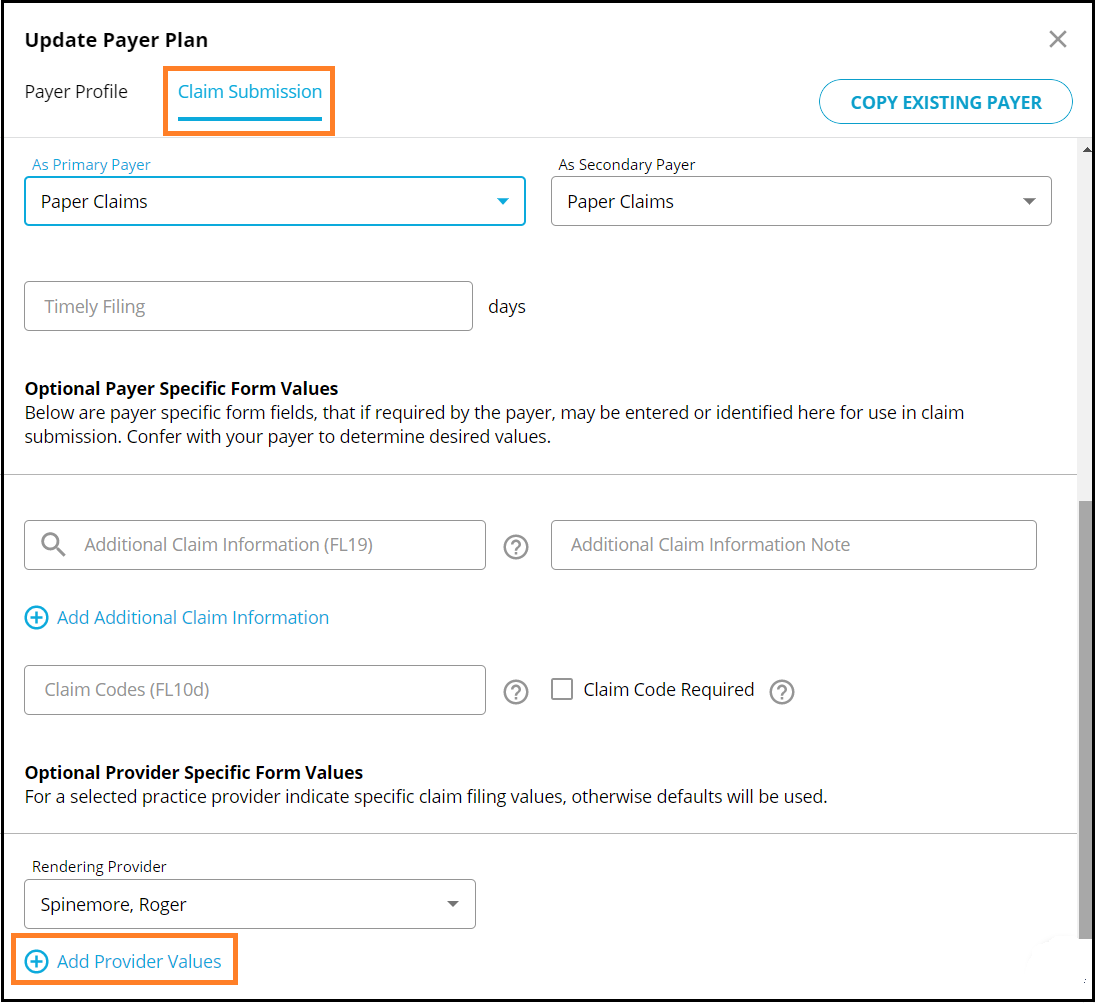 Update Payer Plan
Payer Profile
Claim Submission
COPY EXISTING PAYER
As Primary Payer
As Secondary Payer
Paper Claims
Paper Claims
Timely Filing
days
Optional Payer Specific Form Values
Below are payer specific form fields, that if required by the payer, may be entered or identified here for use in claim
submission. Confer with your payer to determine desired values.
Additional Claim Information (FL19)
Additional Claim Information Note
Add Additional Claim Information
Claim Codes (FL10d)
Claim Code Required
Optional Provider Specific Form Values
For a selected practice provider indicate specific claim filing values, otherwise defaults will be used.
Rendering Provider
Spinemore, Roger
Add Provider Values